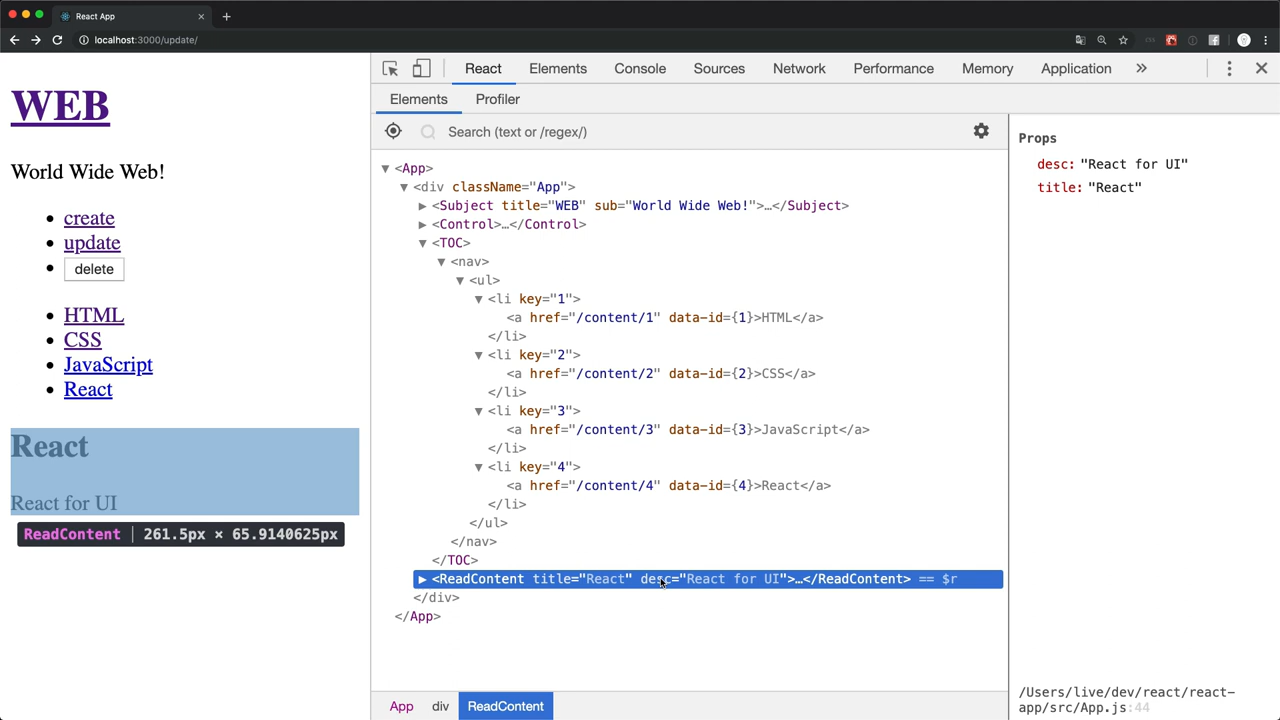 React App
localhost:3000/update/
WEB
World Wide Web!
create
update
delete
HTML
CSS
JavaScript
React
React
React for UI
ReadContent | 261.5px × 65.9140625px
React Elements Console Sources Network Performance Memory Application »
Elements Profiler
Search (text or /regex/)
<App>
<div className="App">
<Subject title="WEB" sub="World Wide Web!">…</Subject>
<Control>…</Control>
<TOC>
<nav>
<ul>
<li key="1">
<a href="/content/1" data-id={1}>HTML</a>
</li>
<li key="2">
<a href="/content/2" data-id={2}>CSS</a>
</li>
<li key="3">
<a href="/content/3" data-id={3}>JavaScript</a>
</li>
<li key="4">
<a href="/content/4" data-id={4}>React</a>
</li>
</ul>
</nav>
</TOC>
<ReadContent title="React" desc="React for UI">…</ReadContent> == $r
</div>
</App>
App div ReadContent
Props
desc: "React for UI"
title: "React"
/Users/live/dev/react/react-
app/src/App.js:44